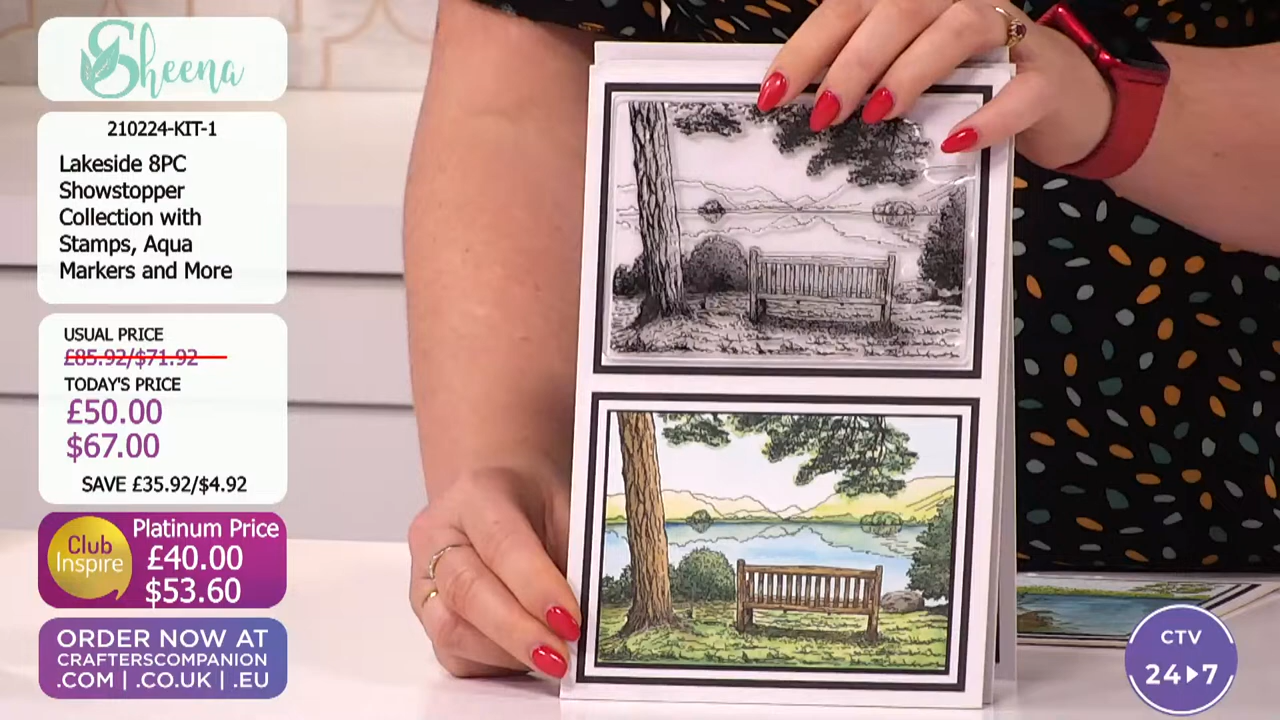 Sheena
210224-KIT-1
Lakeside 8PC
Showstopper
Collection with
Stamps, Aqua
Markers and More
USUAL PRICE
£85.92/$71.92
TODAY'S PRICE
£50.00
$67.00
SAVE £35.92/$4.92
Club
Inspire
Platinum Price
£40.00
$53.60
ORDER NOW AT
CRAFTERSCOMPANION
.COM | .CO.UK | .EU
CTV
24▶7